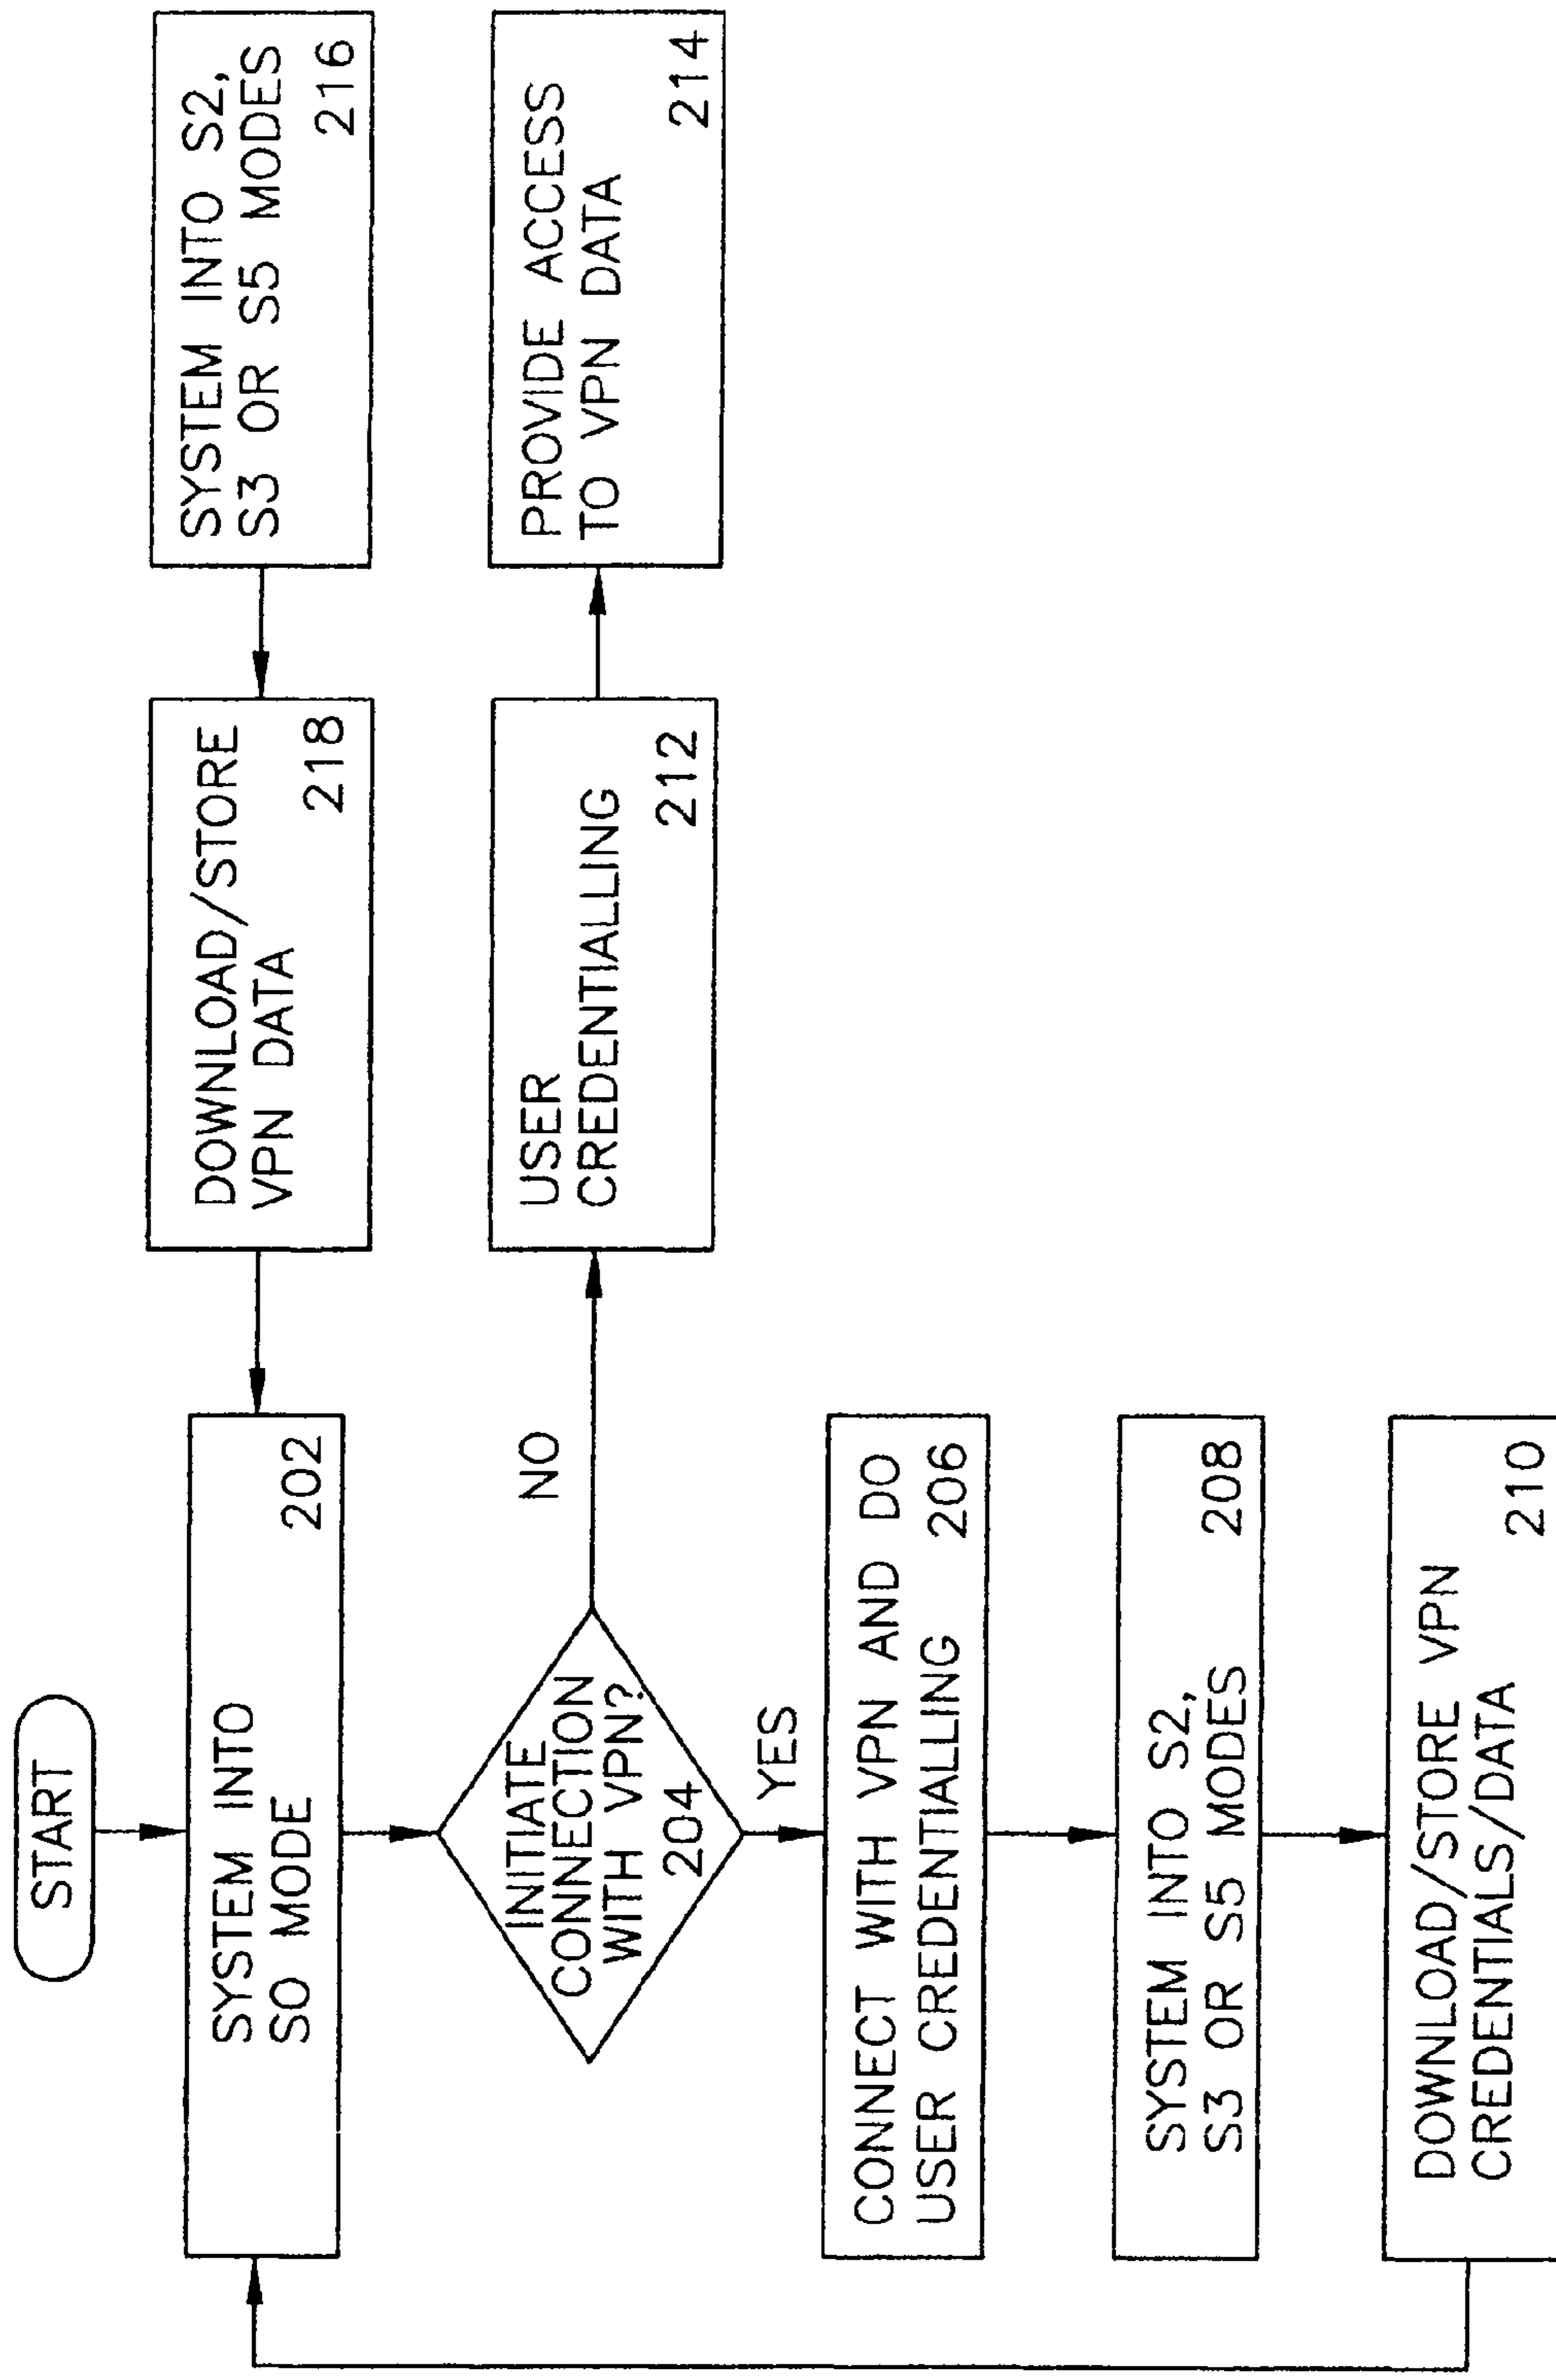 START
SYSTEM INTO
S0 MODE
202
INITIATE
CONNECTION
WITH VPN?
204
YES
NO
CONNECT WITH VPN AND DO
USER CREDENTIALLING 206
SYSTEM INTO S2,
S3 OR S5 MODES 208
DOWNLOAD/STORE VPN
CREDENTIALS/DATA
210
USER
CREDENTIALLING
212
PROVIDE ACCESS
TO VPN DATA
214
DOWNLOAD/STORE
VPN DATA
218
SYSTEM INTO S2,
S3 OR S5 MODES
216